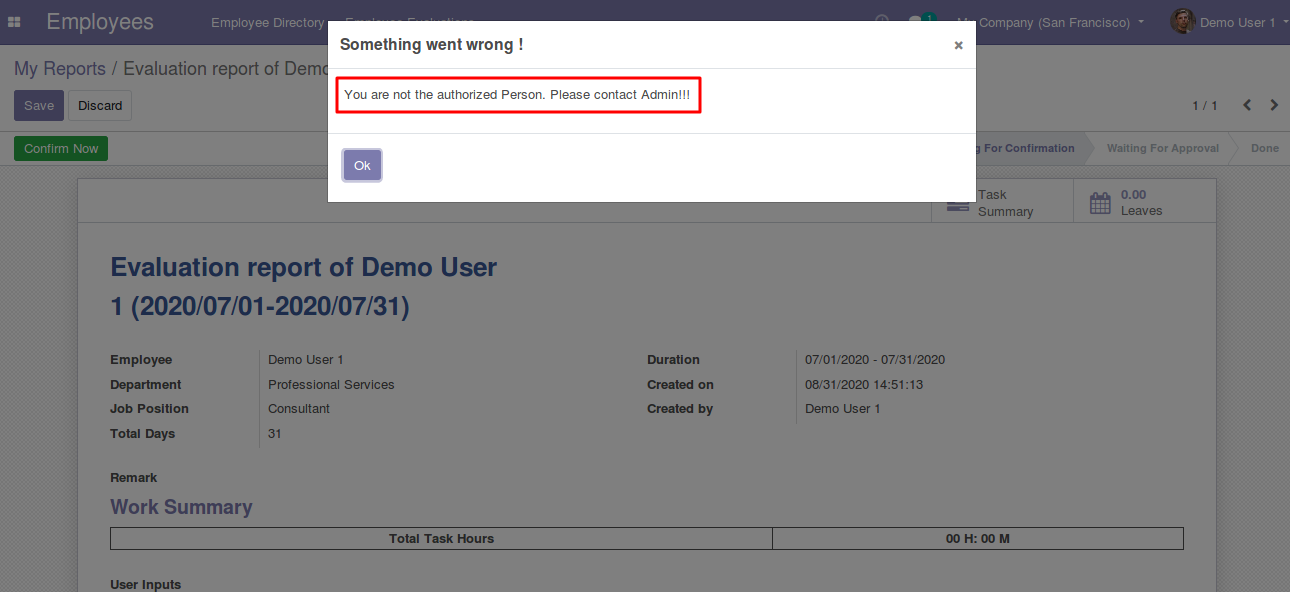 Employees
Employee Directory
1
My Company (San Francisco)
Demo User 1
Something went wrong !
×
My Reports / Evaluation report of Demo
You are not the authorized Person. Please contact Admin!!!
Save
Discard
1 / 1
Confirm Now
Ok
g For Confirmation
Waiting For Approval
Done
Task
Summary
0.00
Leaves
Evaluation report of Demo User
1 (2020/07/01-2020/07/31)
Employee Demo User 1
Duration 07/01/2020 - 07/31/2020
Department Professional Services
Created on 08/31/2020 14:51:13
Job Position Consultant
Created by Demo User 1
Total Days 31
Remark
Work Summary
Total Task Hours 00 H: 00 M
User Inputs